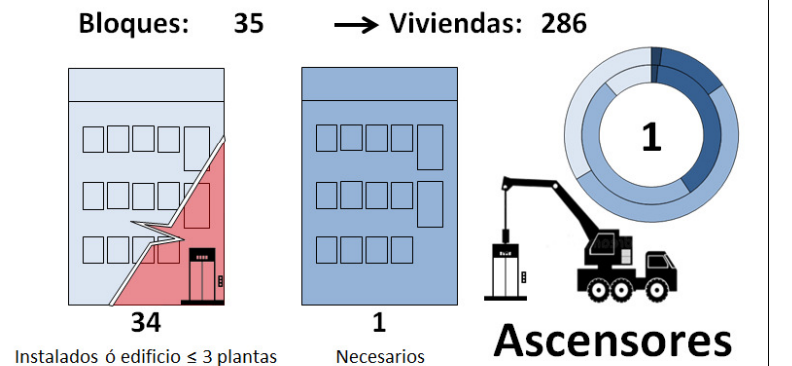 Bloques: 35 → Viviendas: 286
1
34
1
Instalados ó edificio ≤ 3 plantas
Necesarios
Ascensores